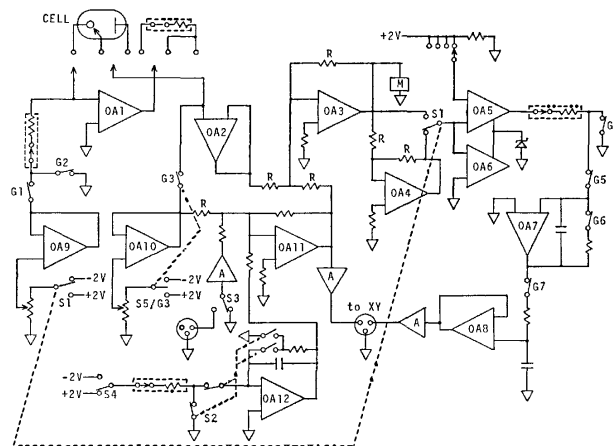 CELL
+2V
R
M
S1
OA1
OA3
OA5
G
OA2
R
OA6
G2
G3
R
OA4
G5
G1
R
R
G6
R
OA7
OA9
OA10
OA11
A
A
G7
-2V
-2V
S3
to XY
S1
+2V
S5/G3
+2V
A
OA8
-2V
+2V
S4
S2
OA12